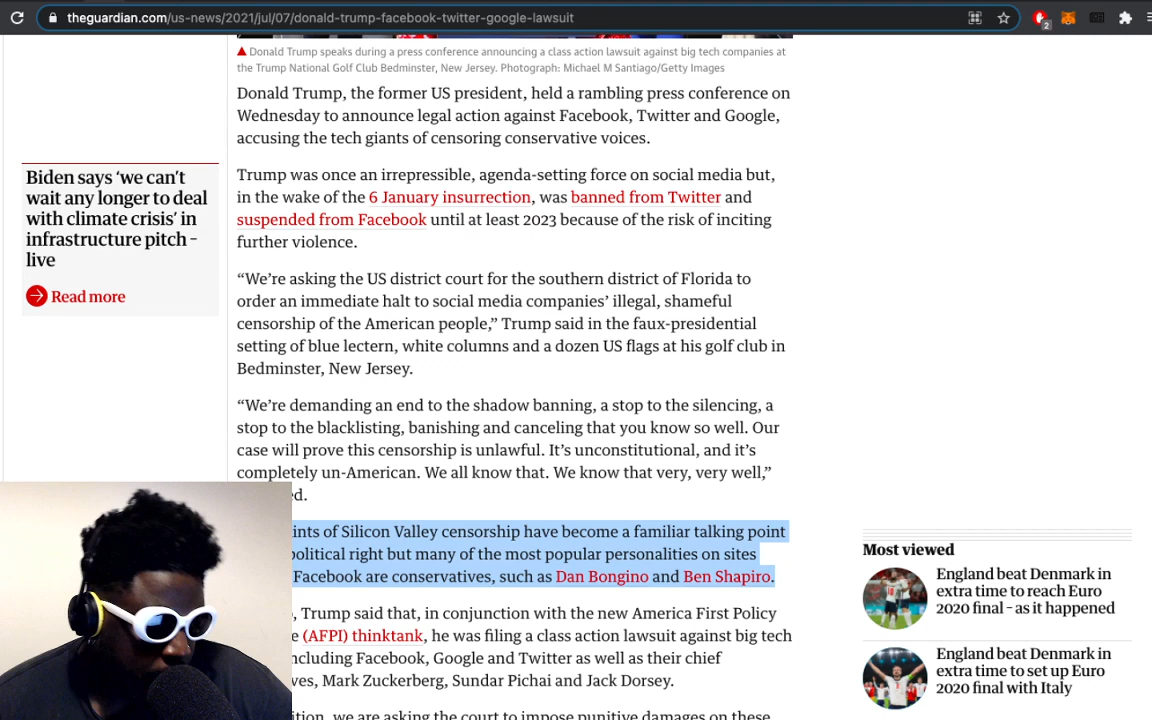 theguardian.com/us-news/2021/jul/07/donald-trump-facebook-twitter-google-lawsuit
2
Donald Trump speaks during a press conference announcing a class action lawsuit against big tech companies at
the Trump National Golf Club Bedminster, New Jersey. Photograph: Michael M Santiago/Getty Images
Donald Trump, the former US president, held a rambling press conference on
Wednesday to announce legal action against Facebook, Twitter and Google,
accusing the tech giants of censoring conservative voices.
Biden says ‘we can’t
wait any longer to deal
with climate crisis’ in
infrastructure pitch –
live
Read more
Trump was once an irrepressible, agenda-setting force on social media but,
in the wake of the 6 January insurrection, was banned from Twitter and
suspended from Facebook until at least 2023 because of the risk of inciting
further violence.
“We’re asking the US district court for the southern district of Florida to
order an immediate halt to social media companies’ illegal, shameful
censorship of the American people,” Trump said in the faux-presidential
setting of blue lectern, white columns and a dozen US flags at his golf club in
Bedminster, New Jersey.
“We’re demanding an end to the shadow banning, a stop to the silencing, a
stop to the blacklisting, banishing and canceling that you know so well. Our
case will prove this censorship is unlawful. It’s unconstitutional, and it’s
completely un-American. We all know that. We know that very, very well,”
ed.
ints of Silicon Valley censorship have become a familiar talking point
political right but many of the most popular personalities on sites
Facebook are conservatives, such as Dan Bongino and Ben Shapiro.
, Trump said that, in conjunction with the new America First Policy
e (AFPI) thinktank, he was filing a class action lawsuit against big tech
ncluding Facebook, Google and Twitter as well as their chief
ves, Mark Zuckerberg, Sundar Pichai and Jack Dorsey.
ition, we are asking the court to impose punitive damages on these
Most viewed
England beat Denmark in
extra time to reach Euro
2020 final – as it happened
England beat Denmark in
extra time to set up Euro
2020 final with Italy